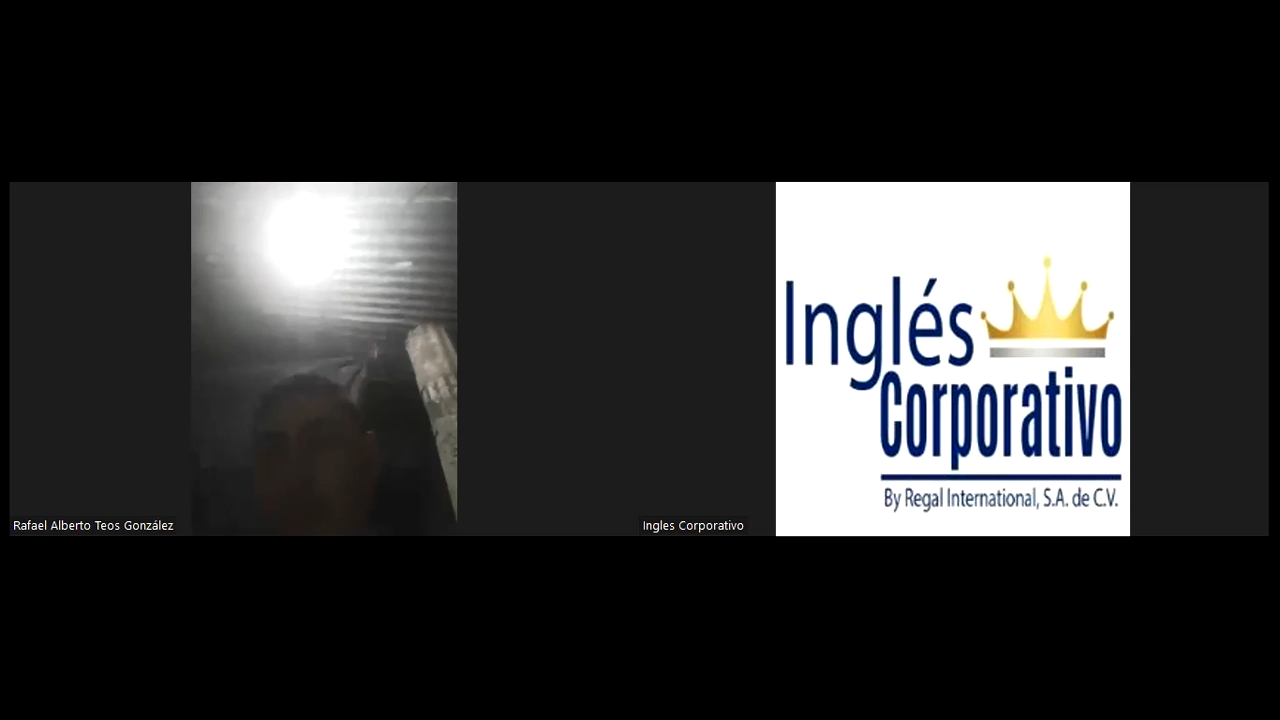 Inglés
Corporativo
By Regal International, S.A. de C.V.
Rafael Alberto Teos González
Ingles Corporativo